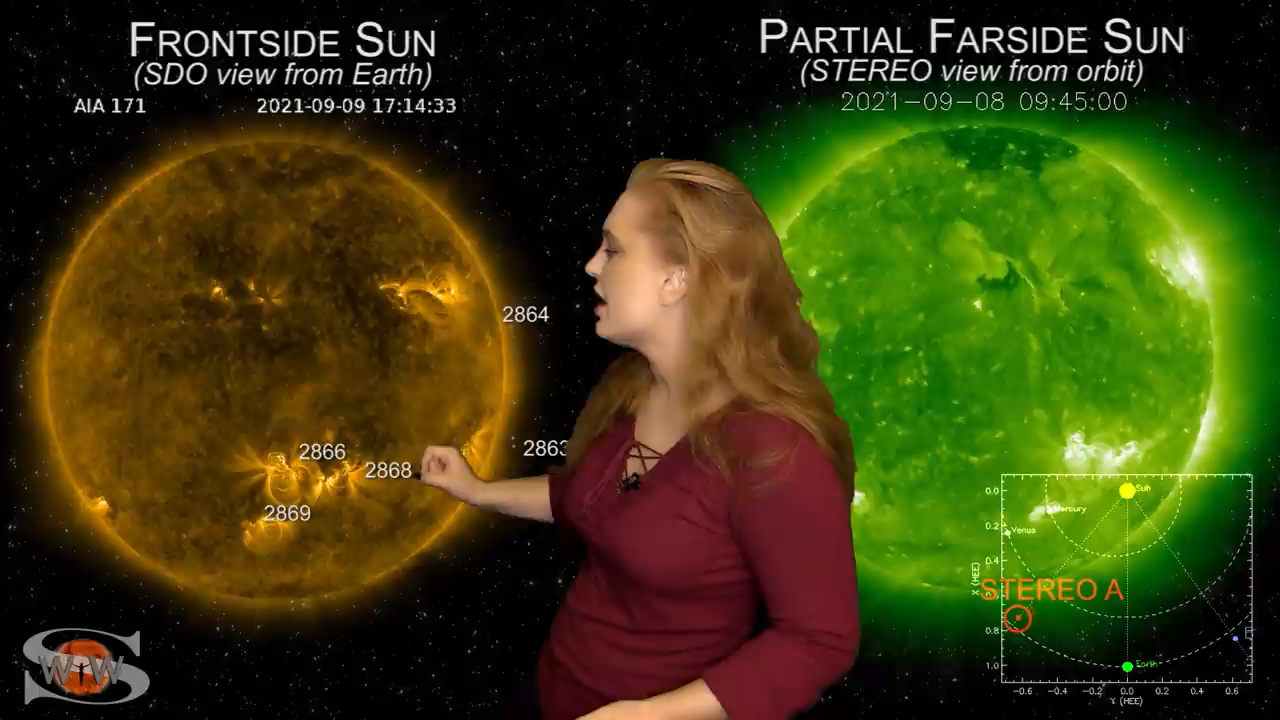 FRONTSIDE SUN
(SDO view from Earth)
AIA 171
2021-09-09 17:14:33
PARTIAL FARSIDE SUN
(STEREO view from orbit)
2021-09-08 09:45:00
2864
2863
2866
2868
2869
0.0
Sun
Mercury
0.2
Venus
0.4
X (HEE)
STEREO A
0.8
1.0
Earth
-0.6
-0.4
-0.2
0.0
0.2
0.4
0.6
Y (HEE)
S
WTW